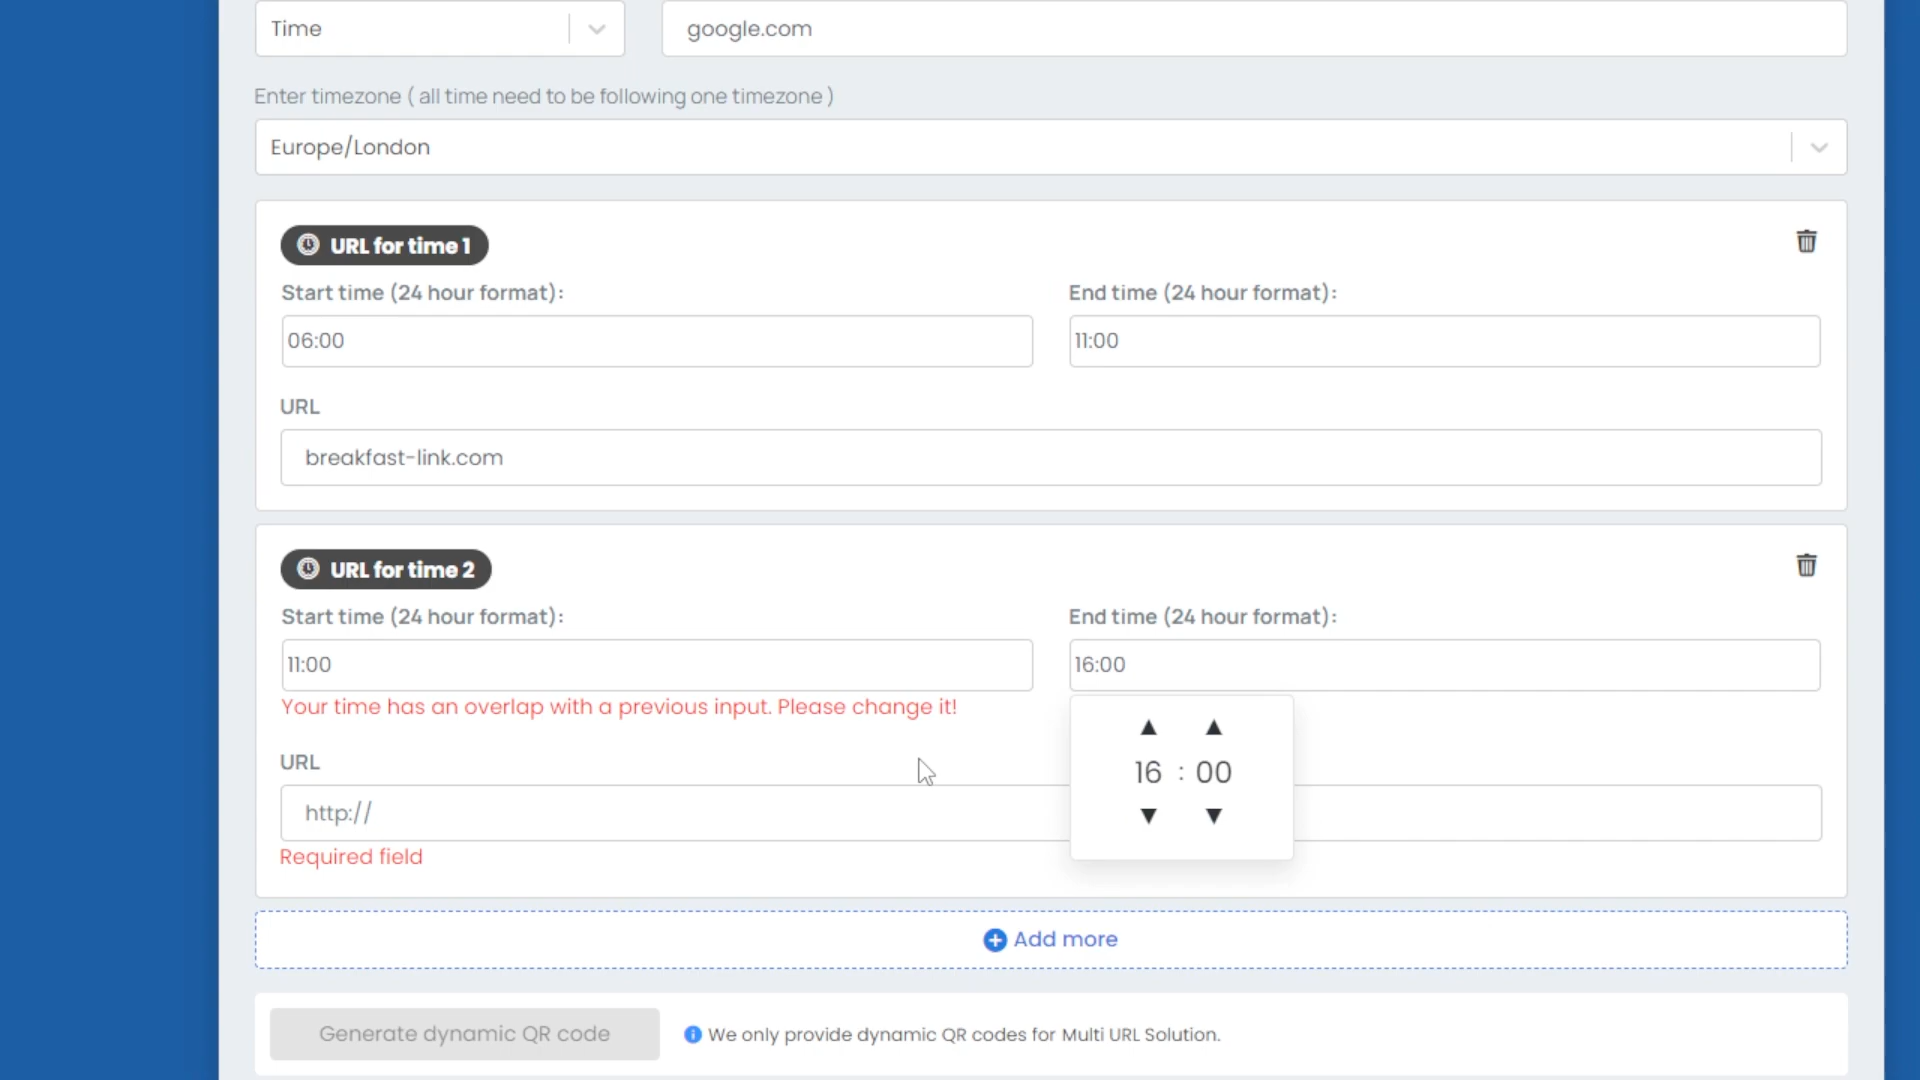 Time
google.com
Enter timezone ( all time need to be following one timezone )
Europe/London
URL for time 1
Start time (24 hour format):
End time (24 hour format):
06:00
11:00
URL
breakfast-link.com
URL for time 2
Start time (24 hour format):
End time (24 hour format):
11:00
16:00
Your time has an overlap with a previous input. Please change it!
16 : 00
URL
http://
Required field
Add more
Generate dynamic QR code
We only provide dynamic QR codes for Multi URL Solution.